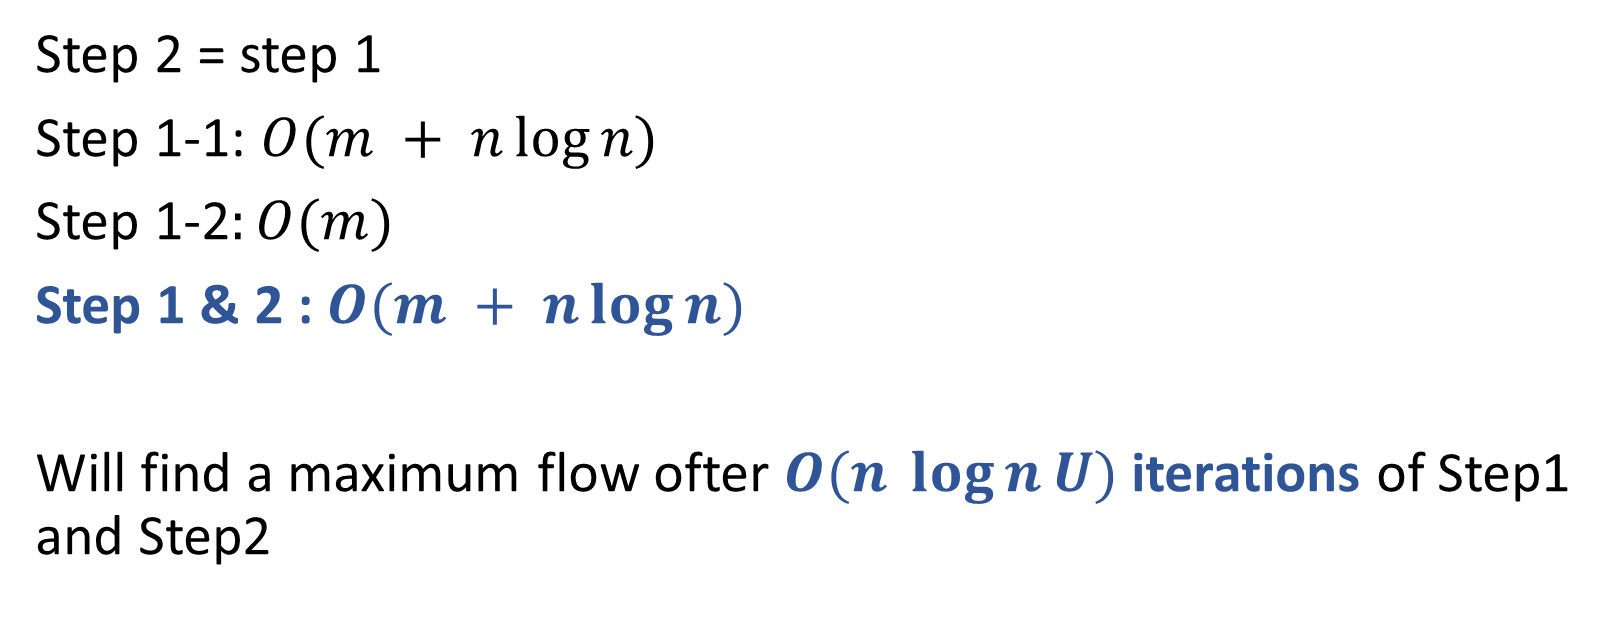 Step 2 = step 1
Step 1-1: O(m + n log n)
Step 1-2: O(m)
Step 1 & 2 : O(m + n log n)
Will find a maximum flow ofter O(n log n U) iterations of Step1
and Step2